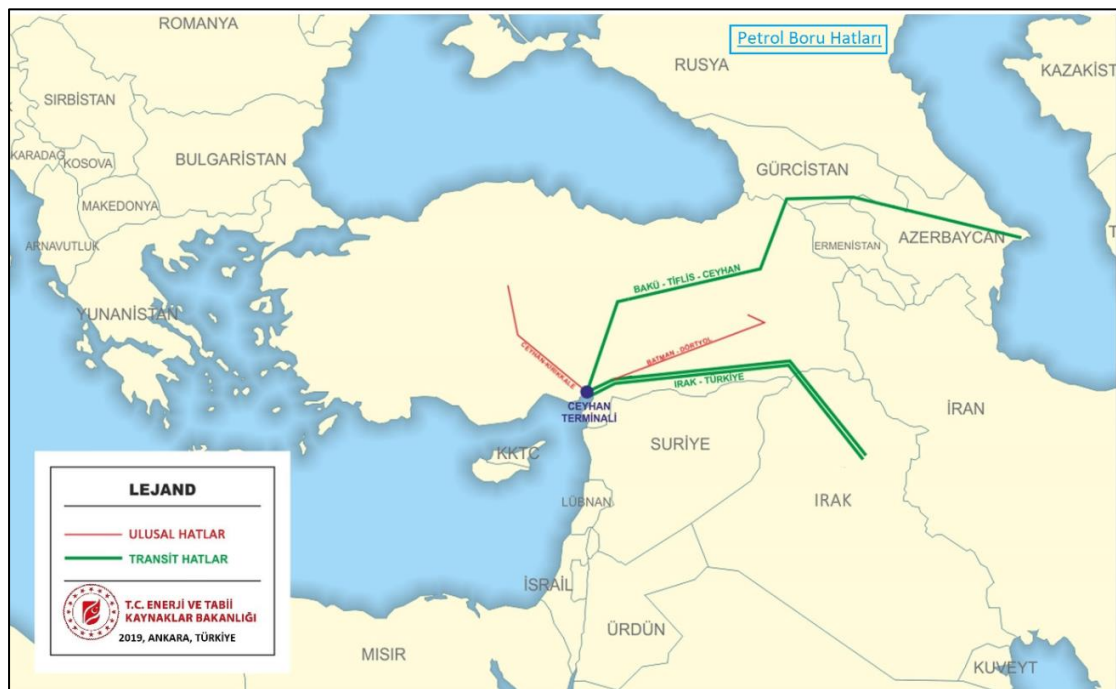 ROMANYA
Petrol Boru Hatları
RUSYA
KAZAKİST
SIRBİSTAN
KARADAĞ
KOSOVA
BULGARİSTAN
GÜRCİSTAN
MAKEDONYA
ARNAVUTLUK
ERMENİSTAN
AZERBAYCAN
T
BAKÜ - TİFLİS - CEYHAN
YUNANİSTAN
CEYHAN-KIRIKKALE
BATMAN - DÖRTYOL
IRAK - TÜRKİYE
CEYHAN
TERMİNALİ
İRAN
SURİYE
KKTC
LÜBNAN
IRAK
LEJAND
ULUSAL HATLAR
TRANSİT HATLAR
T.C. ENERJİ VE TABİİ
KAYNAKLAR BAKANLIĞI
2019, ANKARA, TÜRKİYE
İSRAİL
ÜRDÜN
MISIR
KUVEYT